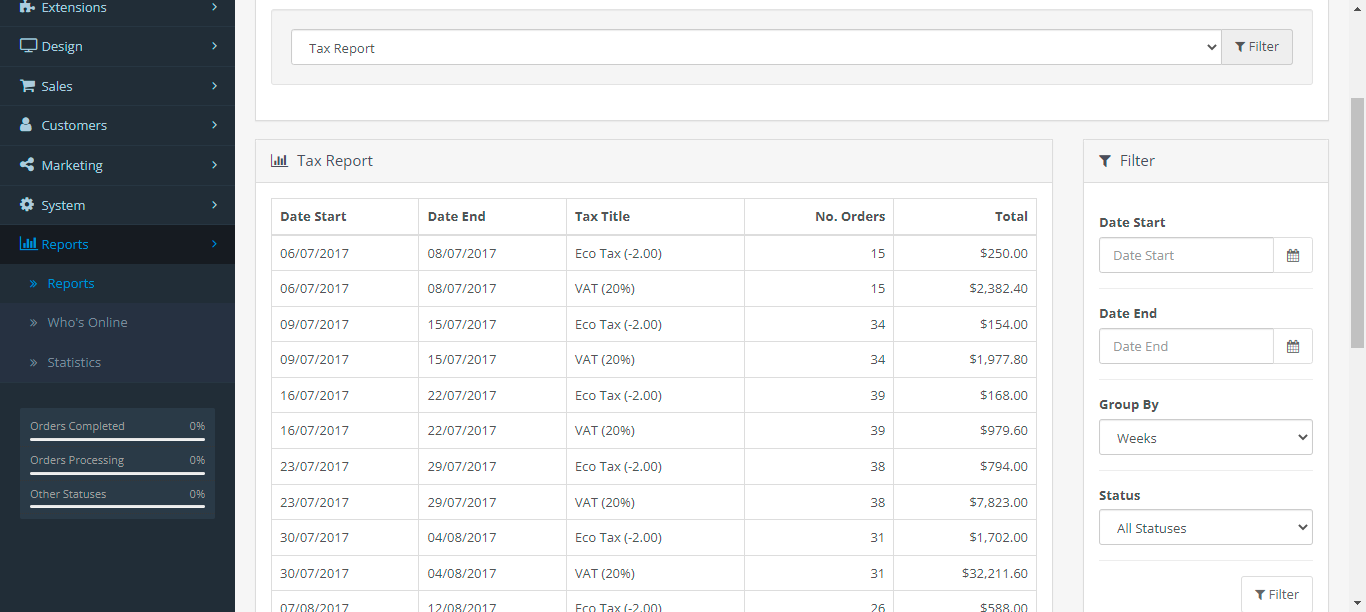 Extensions
Design
Sales
Customers
Marketing
System
Reports
Reports
Who's Online
Statistics
Orders Completed 0%
Orders Processing 0%
Other Statuses 0%
Tax Report Filter
Tax Report
Date Start Date End Tax Title No. Orders Total
06/07/2017 08/07/2017 Eco Tax (-2.00) 15 $250.00
06/07/2017 08/07/2017 VAT (20%) 15 $2,382.40
09/07/2017 15/07/2017 Eco Tax (-2.00) 34 $154.00
09/07/2017 15/07/2017 VAT (20%) 34 $1,977.80
16/07/2017 22/07/2017 Eco Tax (-2.00) 39 $168.00
16/07/2017 22/07/2017 VAT (20%) 39 $979.60
23/07/2017 29/07/2017 Eco Tax (-2.00) 38 $794.00
23/07/2017 29/07/2017 VAT (20%) 38 $7,823.00
30/07/2017 04/08/2017 Eco Tax (-2.00) 31 $1,702.00
30/07/2017 04/08/2017 VAT (20%) 31 $32,211.60
07/08/2017 12/08/2017 Eco Tax (-2.00) 26 $588.00
Filter
Date Start
Date Start
Date End
Date End
Group By
Weeks
Status
All Statuses
Filter